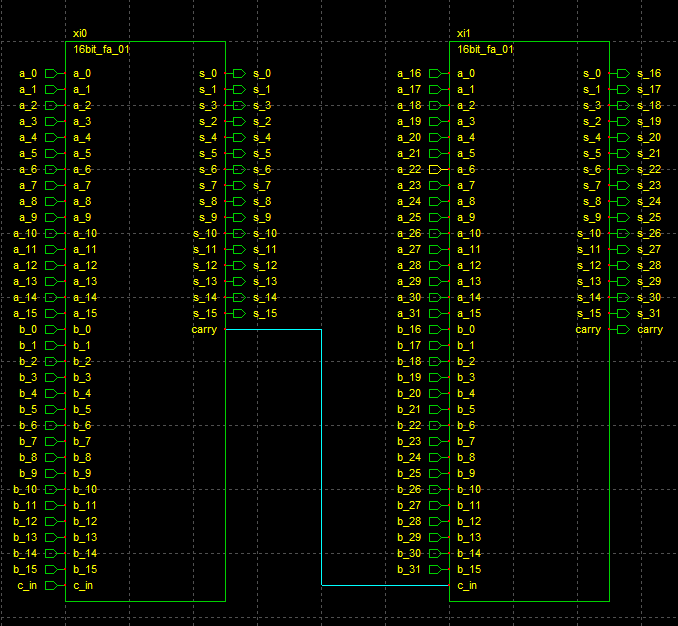 xi0 xi1
16bit_fa_01 16bit_fa_01
a_0 a_0 s_0 s_0 a_16 a_0 s_0 s_16
a_1 a_1 s_1 s_1 a_17 a_1 s_1 s_17
a_2 a_2 s_3 s_3 a_18 a_2 s_3 s_18
a_3 a_3 s_2 s_2 a_19 a_3 s_2 s_19
a_4 a_4 s_4 s_4 a_20 a_4 s_4 s_20
a_5 a_5 s_5 s_5 a_21 a_5 s_5 s_21
a_6 a_6 s_6 s_6 a_22 a_6 s_6 s_22
a_7 a_7 s_7 s_7 a_23 a_7 s_7 s_23
a_8 a_8 s_8 s_8 a_24 a_8 s_8 s_24
a_9 a_9 s_9 s_9 a_25 a_9 s_9 s_25
a_10 a_10 s_10 s_10 a_26 a_10 s_10 s_26
a_11 a_11 s_11 s_11 a_27 a_11 s_11 s_27
a_12 a_12 s_12 s_12 a_28 a_12 s_12 s_28
a_13 a_13 s_13 s_13 a_29 a_13 s_13 s_29
a_14 a_14 s_14 s_14 a_30 a_14 s_14 s_30
a_15 a_15 s_15 s_15 a_31 a_15 s_15 s_31
b_0 b_0 carry b_16 b_0 carry carry
b_1 b_1 b_17 b_1
b_2 b_2 b_18 b_2
b_3 b_3 b_19 b_3
b_4 b_4 b_20 b_4
b_5 b_5 b_21 b_5
b_6 b_6 b_22 b_6
b_7 b_7 b_23 b_7
b_8 b_8 b_24 b_8
b_9 b_9 b_25 b_9
b_10 b_10 b_26 b_10
b_11 b_11 b_27 b_11
b_12 b_12 b_28 b_12
b_13 b_13 b_29 b_13
b_14 b_14 b_30 b_14
b_15 b_15 b_31 b_15
c_in c_in c_in